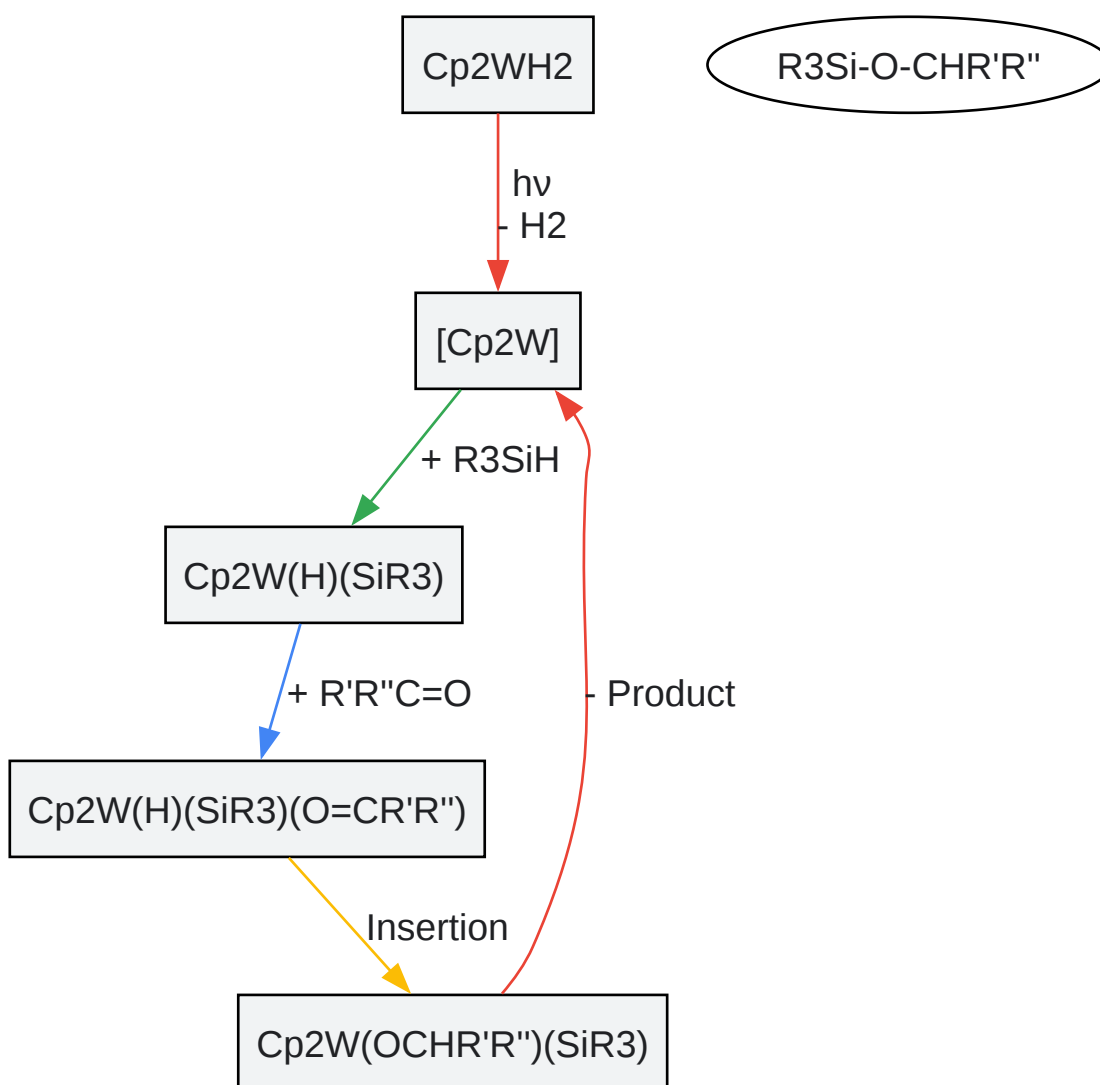 Cp2WH2
R3Si-O-CHR'R"
hν
- H2
[Cp2W]
+ R3SiH
Cp2W(H)(SiR3)
+ R'R"C=O
- Product
Cp2W(H)(SiR3)(O=CR'R")
Insertion
Cp2W(OCHR'R")(SiR3)